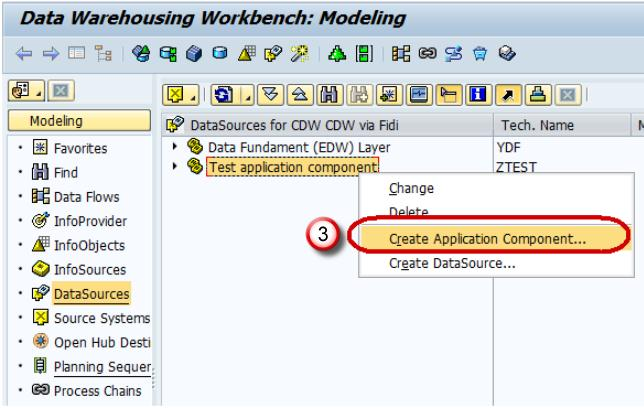 Data Warehousing Workbench: Modeling
Modeling
DataSources for CDW CDW via Fidi Tech. Name M
Favorites
Data Fundament (EDW) Layer YDF
Find
Test application component ZTEST
Data Flows
Change
InfoProvider
Delete
InfoObjects
3
Create Application Component...
InfoSources
Create DataSource...
DataSources
Source Systems
Open Hub Desti
Planning Sequer
Process Chains